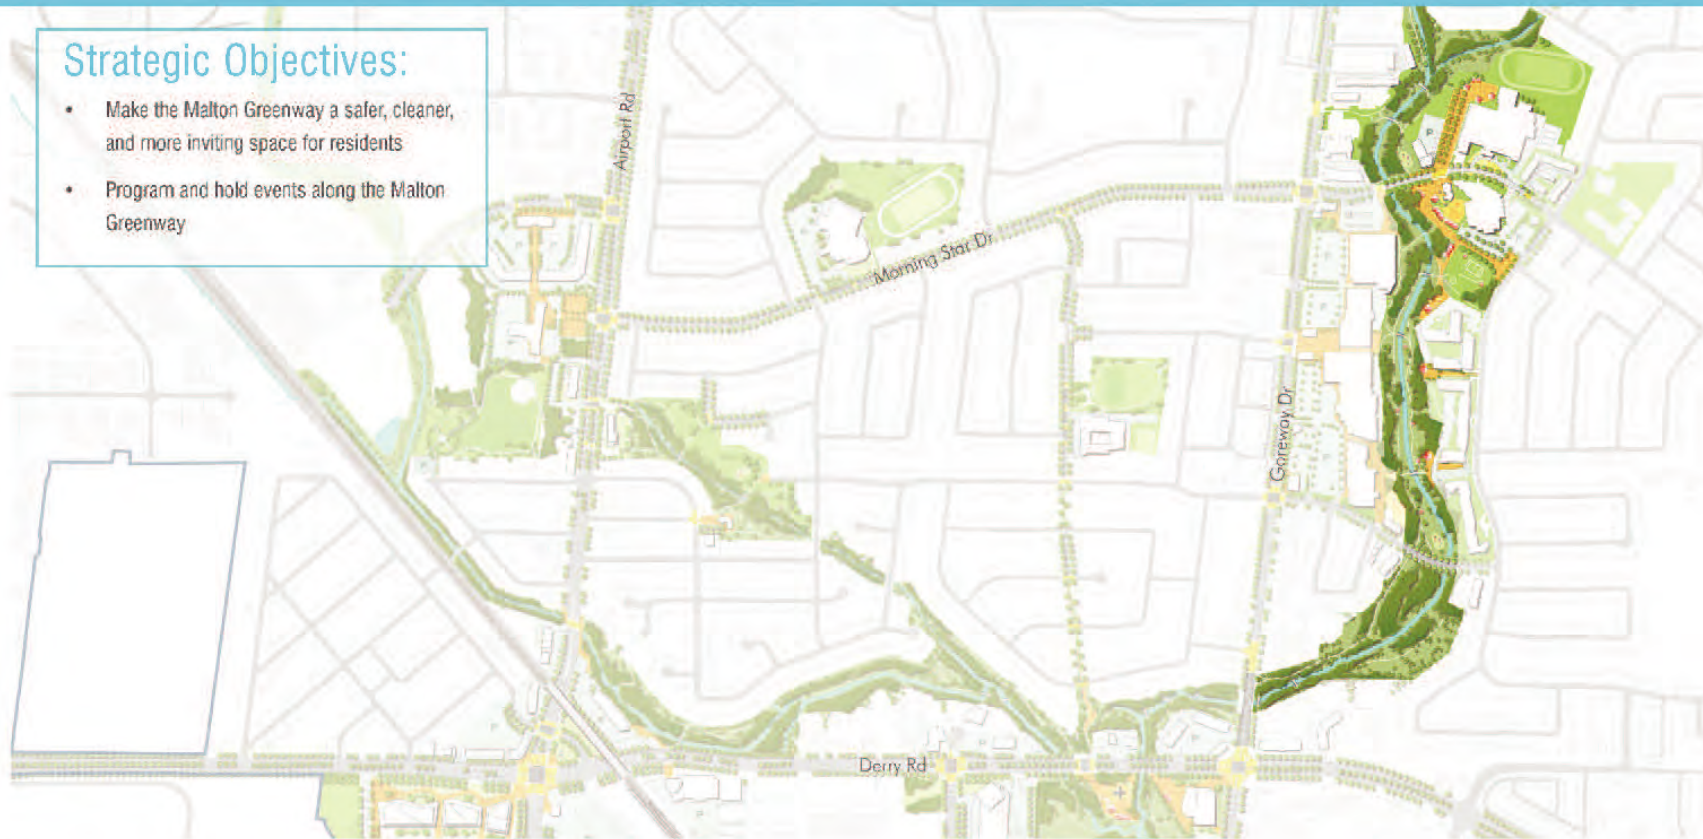 Strategic Objectives:
• Make the Malton Greenway a safer, cleaner,
and more inviting space for residents
• Program and hold events along the Malton
Greenway
Airport Rd
Morning Star Dr
Goreway Dr
Derry Rd
P
P
P
P